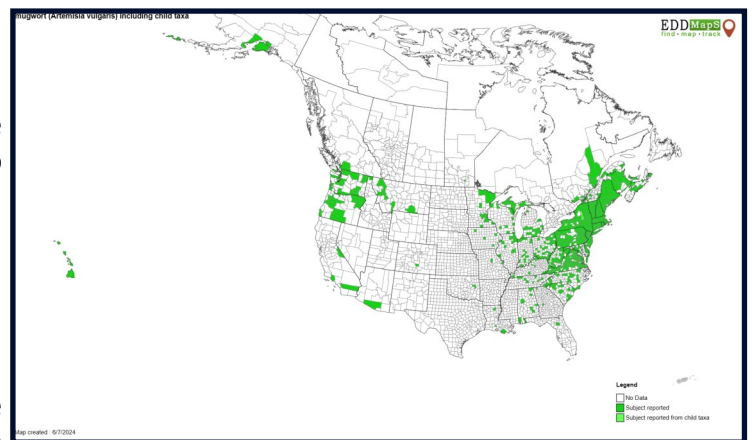 mugwort (Artemisia vulgaris) including child taxa
EDDMapS
find • map • track
Legend
No Data
Subject reported
Subject reported from child taxa
Map created : 6/7/2024